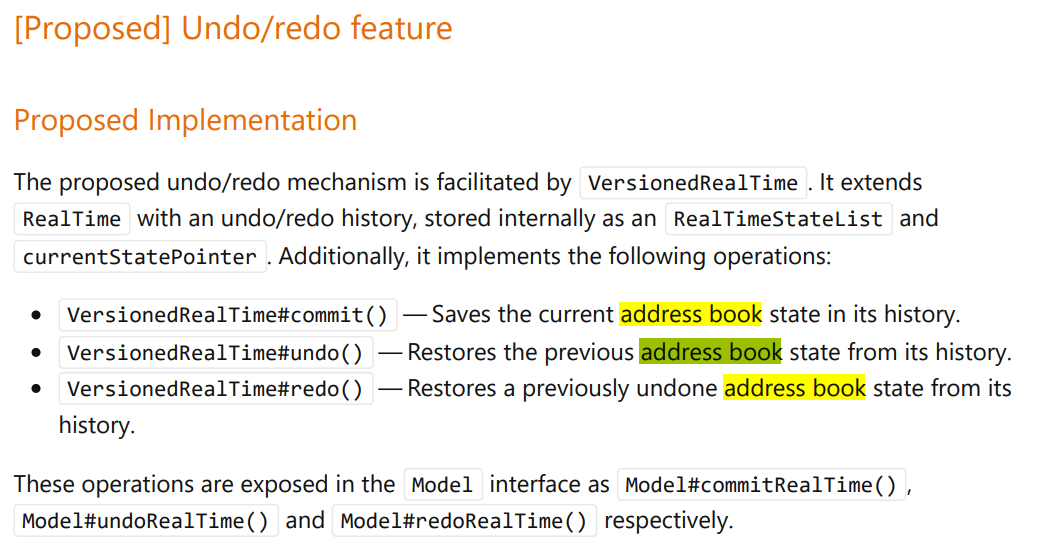 [Proposed] Undo/redo feature
Proposed Implementation
The proposed undo/redo mechanism is facilitated by VersionedRealTime. It extends
RealTime with an undo/redo history, stored internally as an RealTimeStateList and
currentStatePointer. Additionally, it implements the following operations:
• VersionedRealTime#commit() — Saves the current address book state in its history.
• VersionedRealTime#undo() — Restores the previous address book state from its history.
• VersionedRealTime#redo() — Restores a previously undone address book state from its
history.
These operations are exposed in the Model interface as Model#commitRealTime(),
Model#undoRealTime() and Model#redoRealTime() respectively.